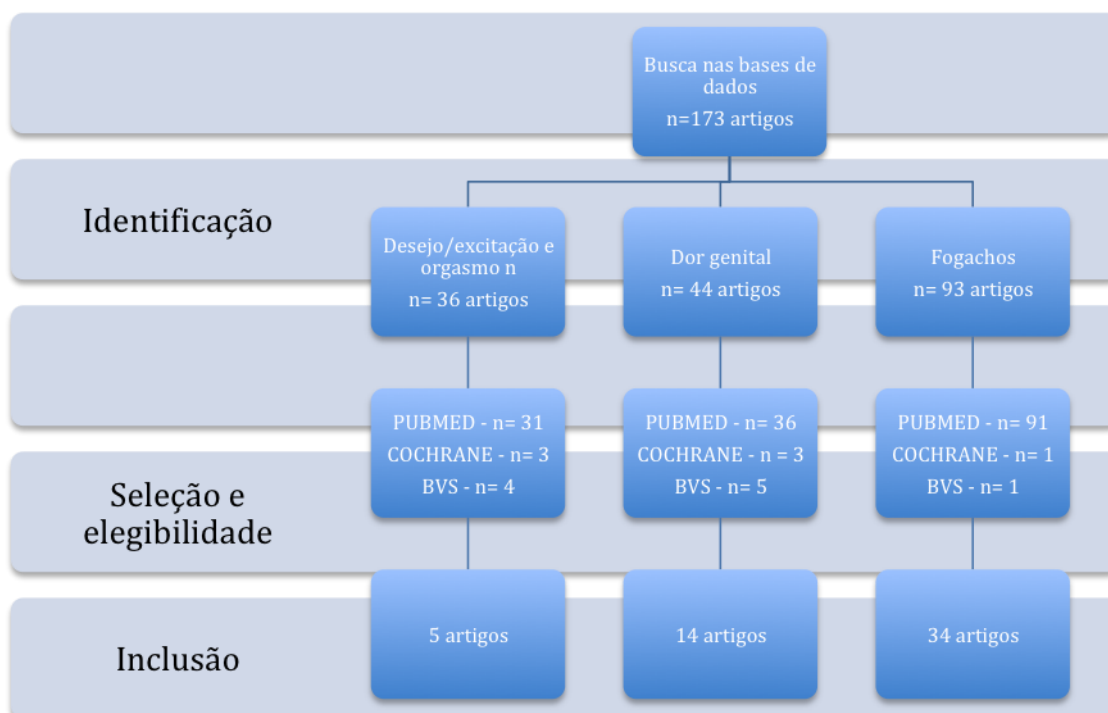 Busca nas bases de
dados
n=173 artigos
Identificação
Desejo/excitação e
orgasmo n
n= 36 artigos
Dor genital
n= 44 artigos
Fogachos
n= 93 artigos
Seleção e
elegibilidade
PUBMED - n= 31
COCHRANE - n= 3
BVS - n= 4
PUBMED - n= 36
COCHRANE - n = 3
BVS - n= 5
PUBMED - n= 91
COCHRANE - n= 1
BVS - n= 1
Inclusão
5 artigos
14 artigos
34 artigos